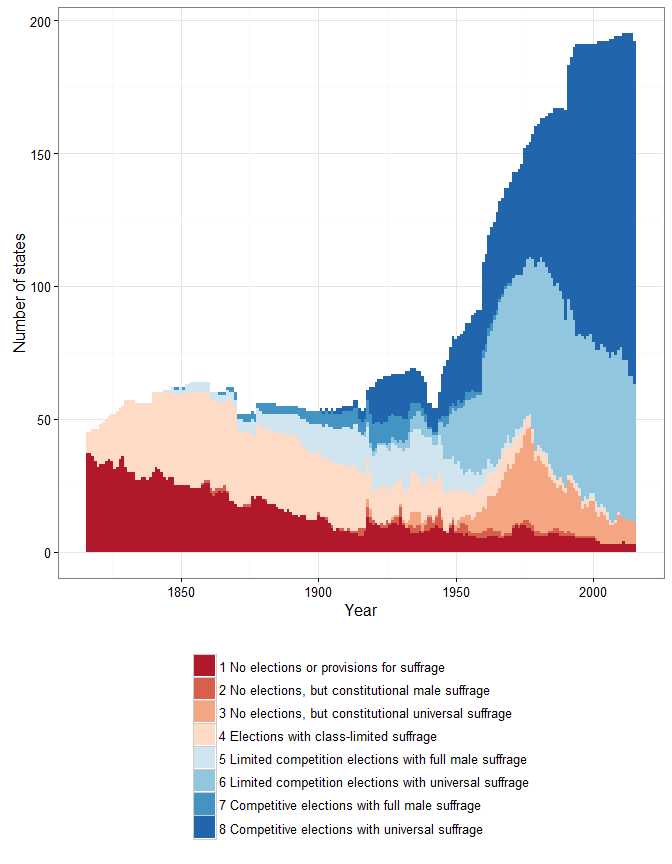 200
150
100
50
0
Number of states
1850
1900
1950
2000
Year
1 No elections or provisions for suffrage
2 No elections, but constitutional male suffrage
3 No elections, but constitutional universal suffrage
4 Elections with class-limited suffrage
5 Limited competition elections with full male suffrage
6 Limited competition elections with universal suffrage
7 Competitive elections with full male suffrage
8 Competitive elections with universal suffrage